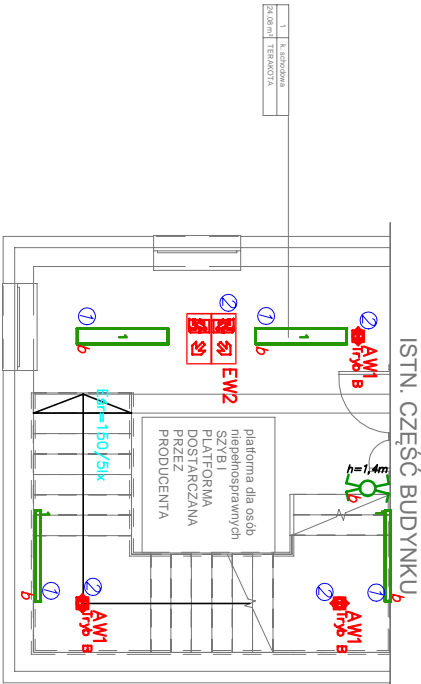 1 k. schodowa
24.08 m² TERAKOTA
ISTN. CZĘŚĆ BUDYNKU
2
AW1
Tryb B
1
1
b
2
EW2
1
1
b
h=1,4m
b
Eśr=150/5lx
platforma dla osób
niepełnosprawnych
SZYB I
PLATFORMA
DOSTARCZANA
PRZEZ
PRODUCENTA
1
1
b
2
AW1
Tryb B
2
AW1
Tryb B
1
1
b